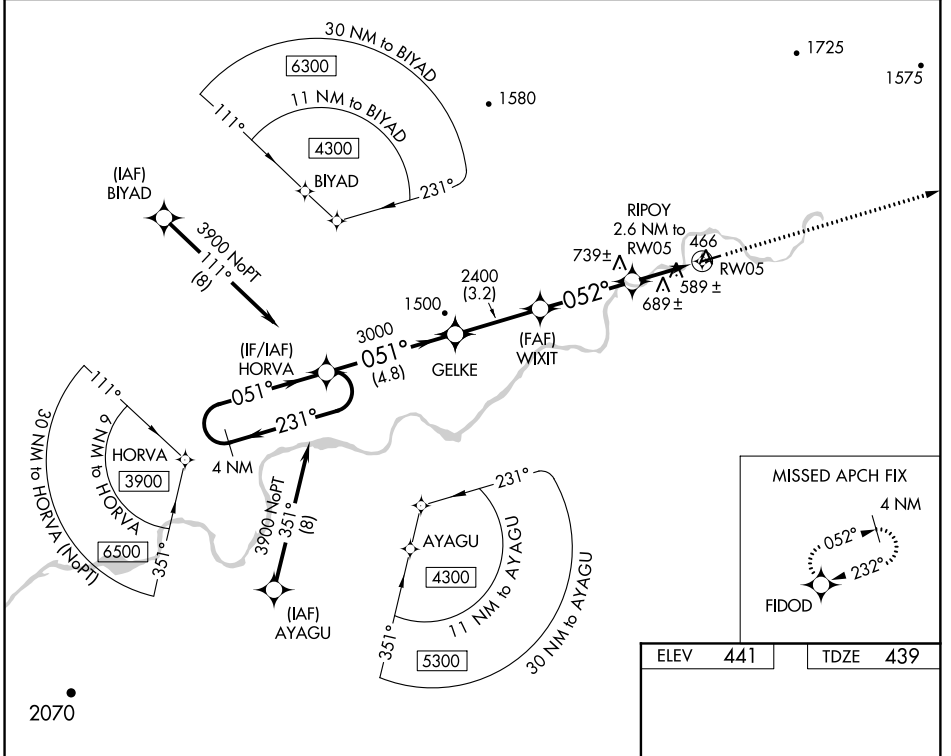 30 NM to BIYAD
6300
11 NM to BIYAD
4300
111°
BIYAD
231°
1725
1575
1580
(IAF)
BIYAD
3900 NoPT
111°
(8)
RIPOY
2.6 NM to
RW05
739±
466
RW05
589 ±
689 ±
2400
(3.2)
052°
1500
3000
051°
(4.8)
GELKE
(FAF)
WIXIT
(IF/IAF)
HORVA
051°
231°
4 NM
111°
30 NM to HORVA (NoPT)
6 NM to HORVA
HORVA
3900
6500
351°
3900 NoPT
351°
(8)
(IAF)
AYAGU
231°
AYAGU
4300
11 NM to AYAGU
30 NM to AYAGU
5300
351°
MISSED APCH FIX
4 NM
052°
232°
FIDOD
ELEV 441
TDZE 439
2070